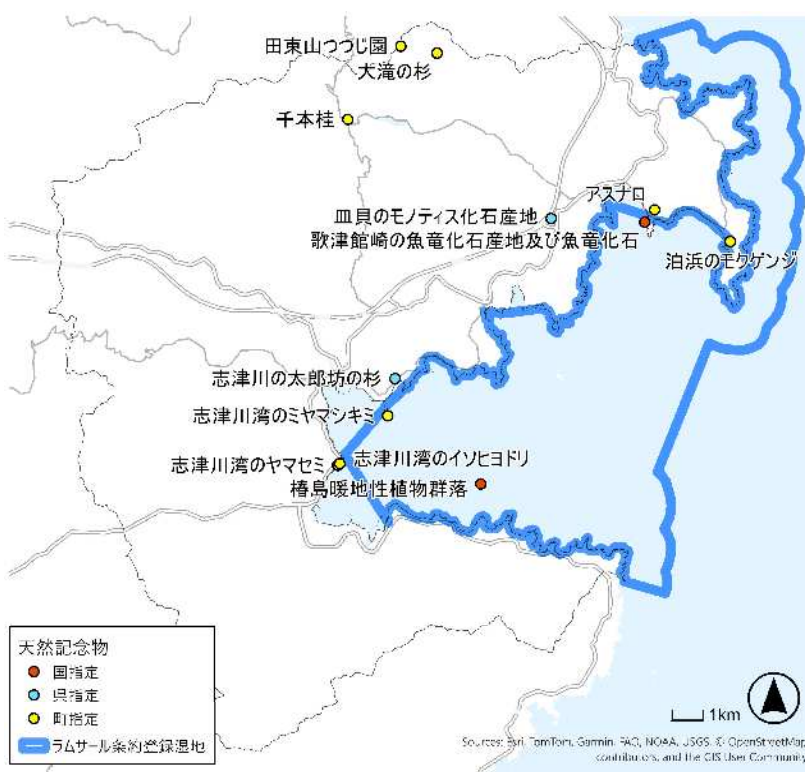 田束山つつじ園
犬滝の杉
千本桂
アスナロ
皿貝のモノティス化石産地
歌津館崎の魚竜化石産地及び魚竜化石
泊浜のモクゲンジ
志津川の太郎坊の杉
志津川湾のミヤマシキミ
志津川湾のヤマセミ
志津川湾のイソヒヨドリ
椿島暖地性植物群落
天然記念物
国指定
県指定
町指定
ラムサール条約登録湿地
1km
Sources: Esri, TomTom, Garmin, FAO, NOAA, USGS, © OpenStreetMap
contributors, and the GIS User Community